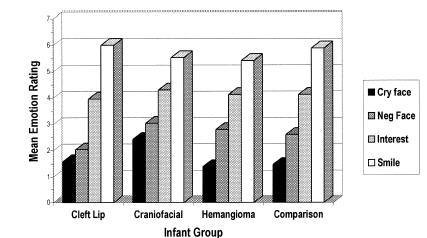 Mean Emotion Rating
7
6
5
4
3
2
1
0
Cleft Lip Craniofacial Hemangioma Comparison
Infant Group
Cry face
Neg Face
Interest
Smile